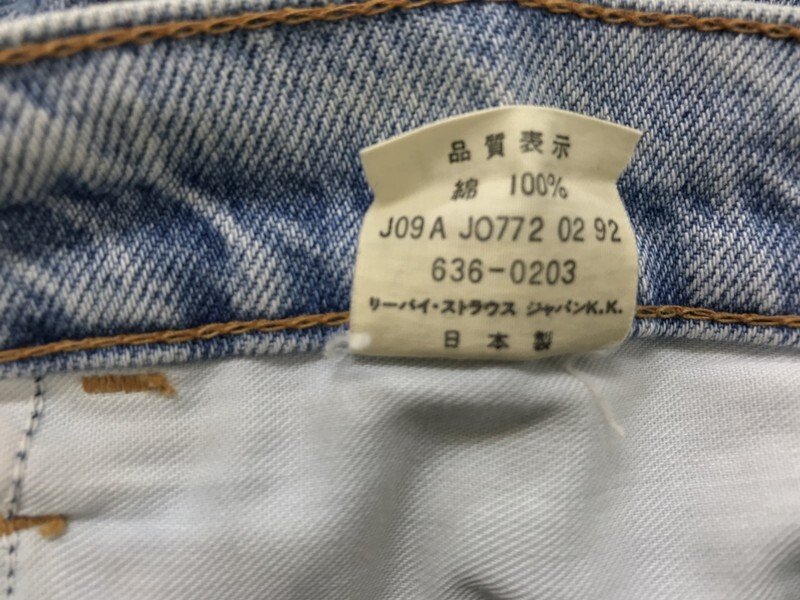 品質表示
綿 100%
J09A JO772 02 92
636-0203
リーバイ・ストラウス ジャパンK.K.
日本製